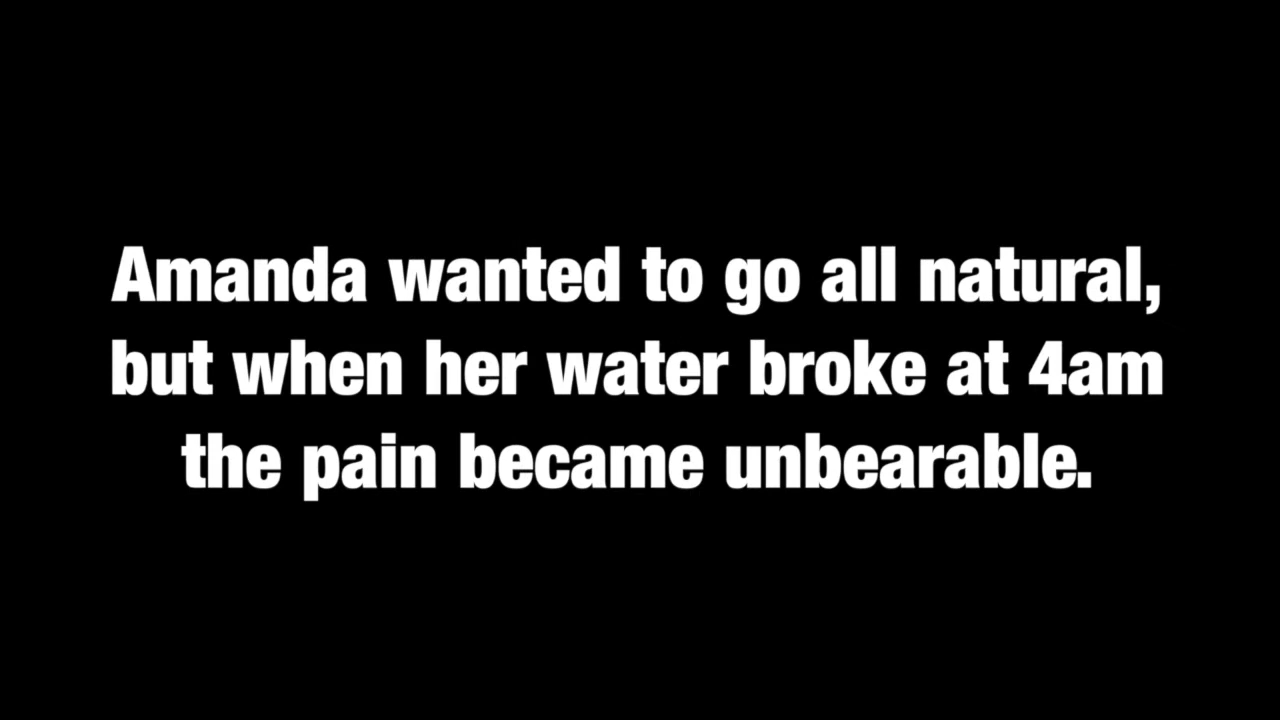 Amanda wanted to go all natural,
but when her water broke at 4am
the pain became unbearable.